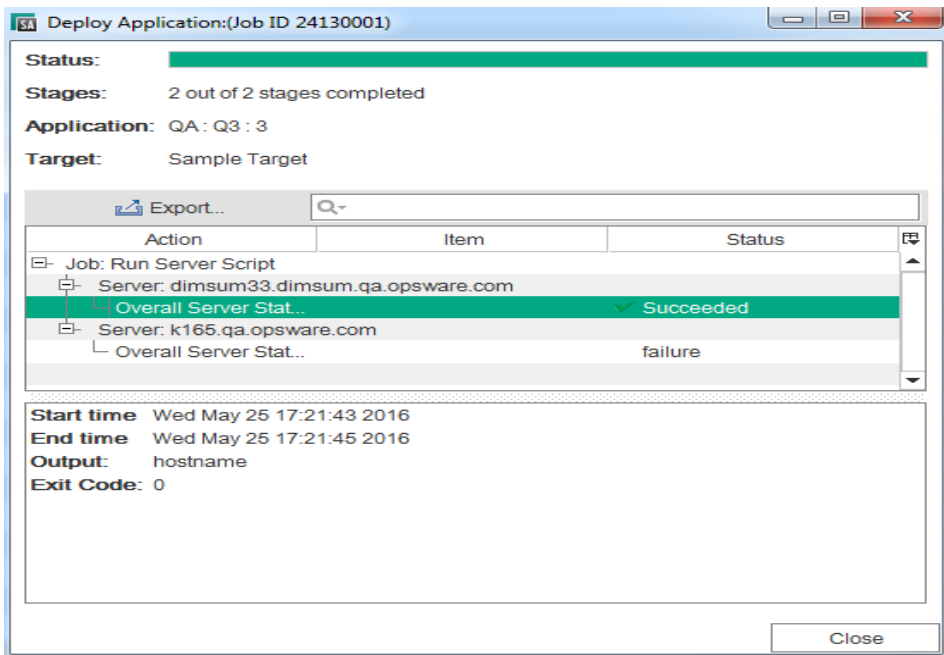 SA Deploy Application:(Job ID 24130001)
Status:
Stages: 2 out of 2 stages completed
Application: QA : Q3 : 3
Target: Sample Target
Export...
Action Item Status
Job: Run Server Script
Server: dimsum33.dimsum.qa.opsware.com
Overall Server Stat... Succeeded
Server: k165.qa.opsware.com
Overall Server Stat... failure
Start time Wed May 25 17:21:43 2016
End time Wed May 25 17:21:45 2016
Output: hostname
Exit Code: 0
Close